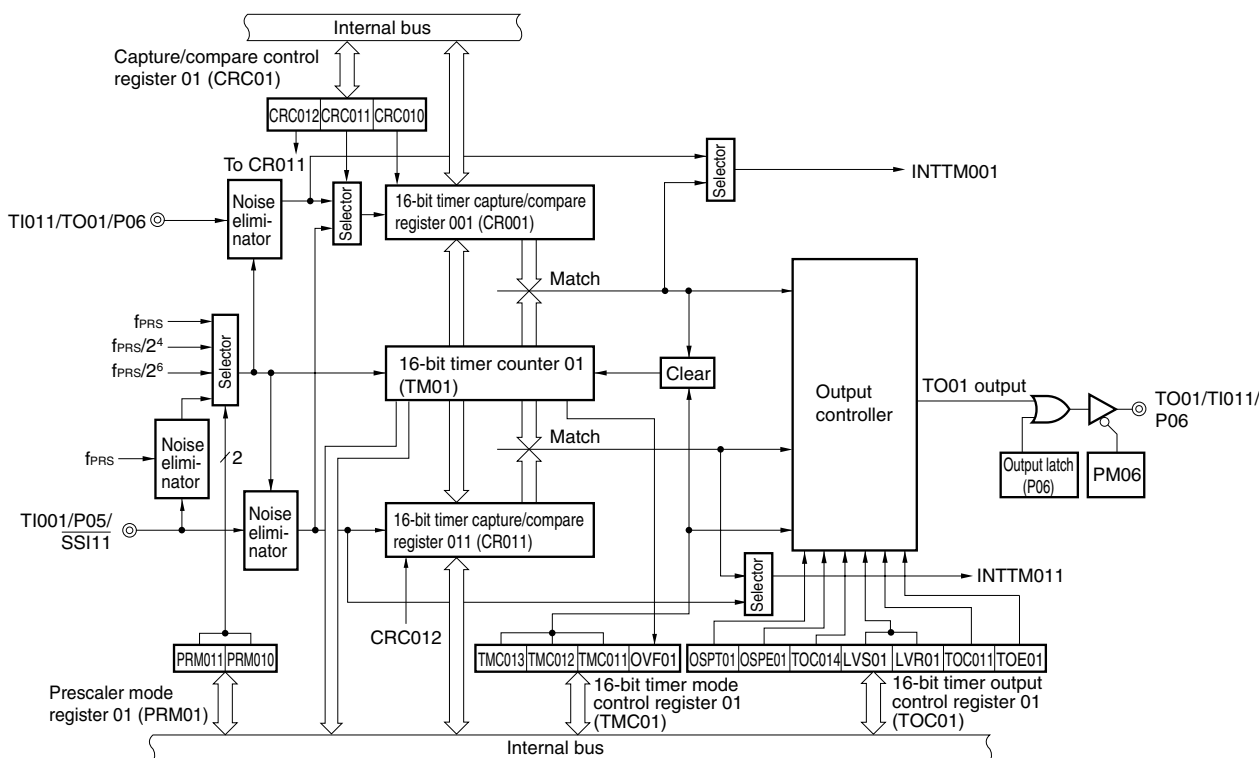 Internal bus
Capture/compare control
register 01 (CRC01)
CRC012 CRC011 CRC010
To CR011
TI011/TO01/P06
Noise
elimi-
nator
Selector
16-bit timer capture/compare
register 001 (CR001)
Selector
INTTM001
Match
fPRS
fPRS/2⁴
fPRS/2⁶
Selector
16-bit timer counter 01
(TM01)
Clear
Output
controller
TO01 output
TO01/TI011/
P06
Output latch
(P06)
PM06
fPRS
Noise
elimi-
nator
2
Match
TI001/P05/
SSI11
Noise
elimi-
nator
16-bit timer capture/compare
register 011 (CR011)
Selector
INTTM011
CRC012
PRM011 PRM010
TMC013 TMC012 TMC011 OVF01
OSPT01 OSPE01 TOC014 LVS01 LVR01 TOC011 TOE01
Prescaler mode
register 01 (PRM01)
16-bit timer mode
control register 01
(TMC01)
16-bit timer output
control register 01
(TOC01)
Internal bus